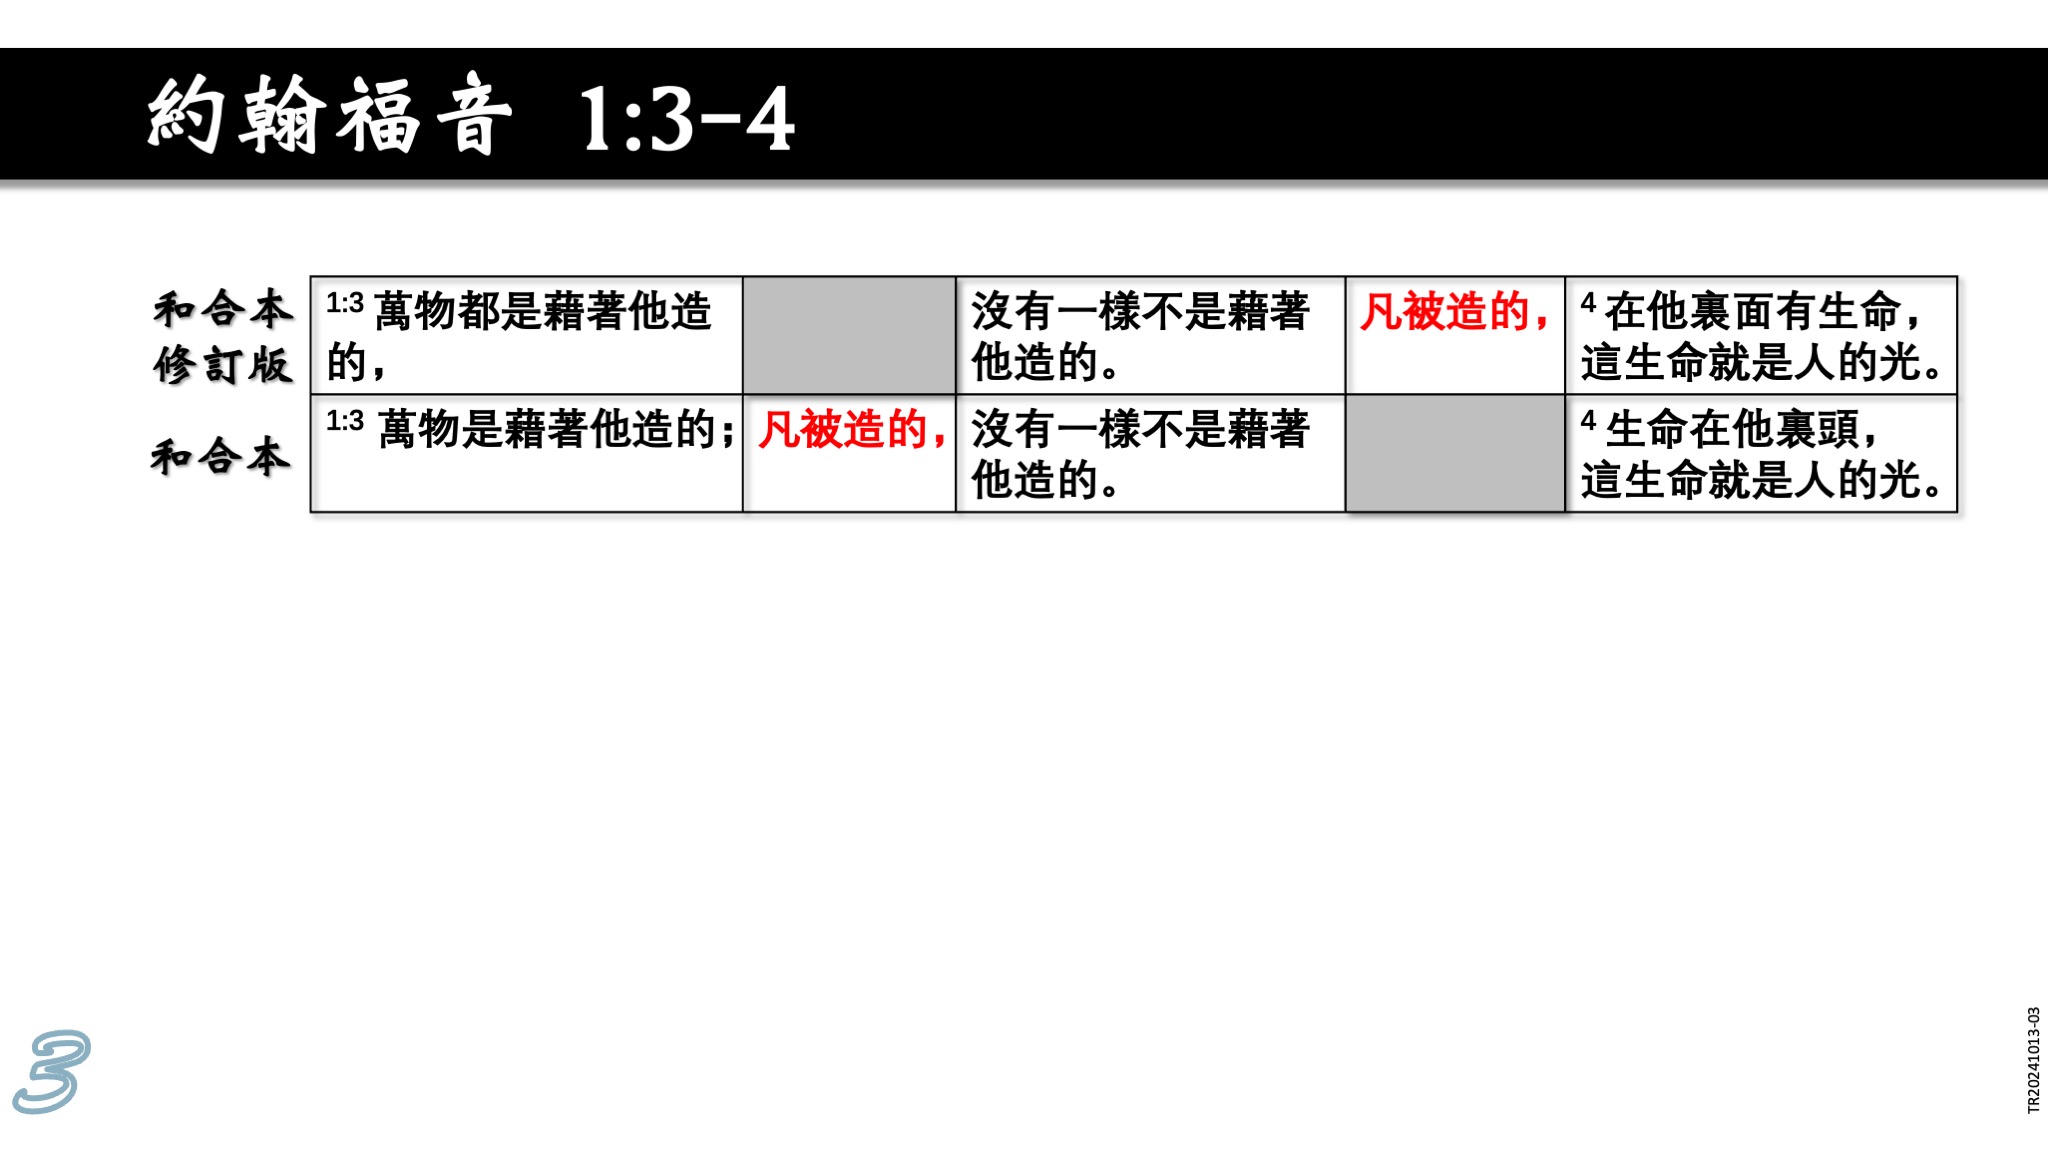 約翰福音 1:3-4
和合本
修訂版
1:3 萬物都是藉著他造
的，
沒有一樣不是藉著
他造的。
凡被造的，
4 在他裏面有生命，
這生命就是人的光。
和合本
1:3 萬物是藉著他造的；
凡被造的，
沒有一樣不是藉著
他造的。
4 生命在他裏頭，
這生命就是人的光。
3
TR20241013-03